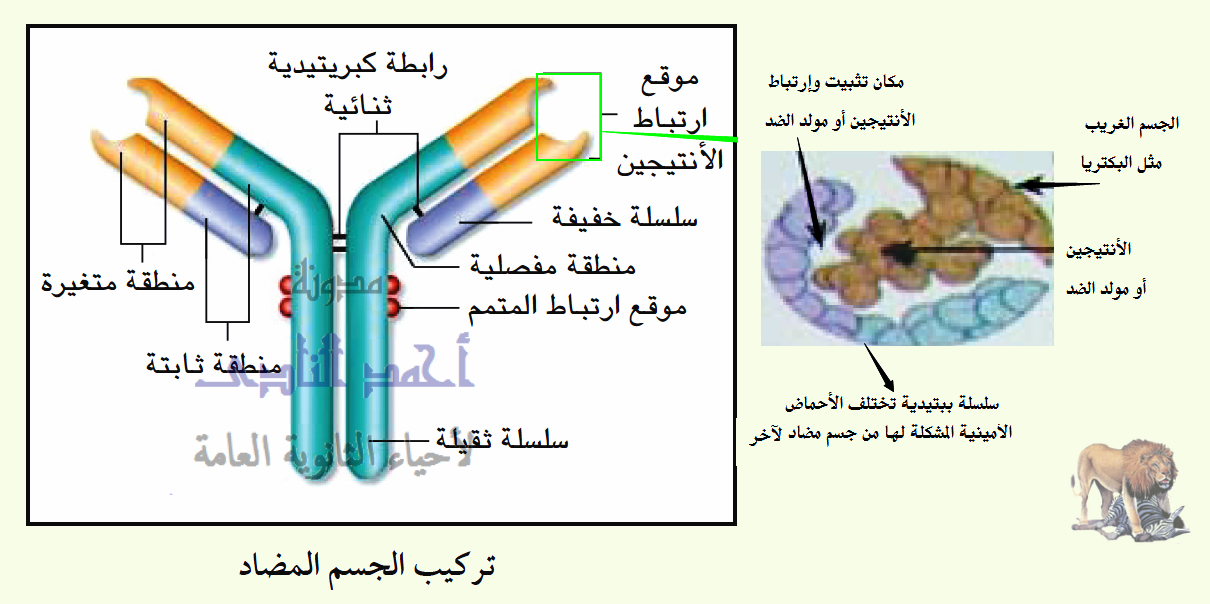 رابطة كبريتيدية
ثنائية
موقع
ارتباط
الأنتيجين
سلسلة خفيفة
منطقة مفصلية
موقع ارتباط المتمم
منطقة متغيرة
منطقة ثابتة
سلسلة ثقيلة
مدونة
أحمد النادى
لأحياء الثانوية العامة
تركيب الجسم المضاد
مكان تثبيت وإرتباط
الأنتيجين أو مولد الضد
الجسم الغريب
مثل البكتريا
الأنتيجين
أو مولد الضد
سلسلة ببتيدية تختلف الأحماض
الأمينية المشكلة لها من جسم مضاد لآخر